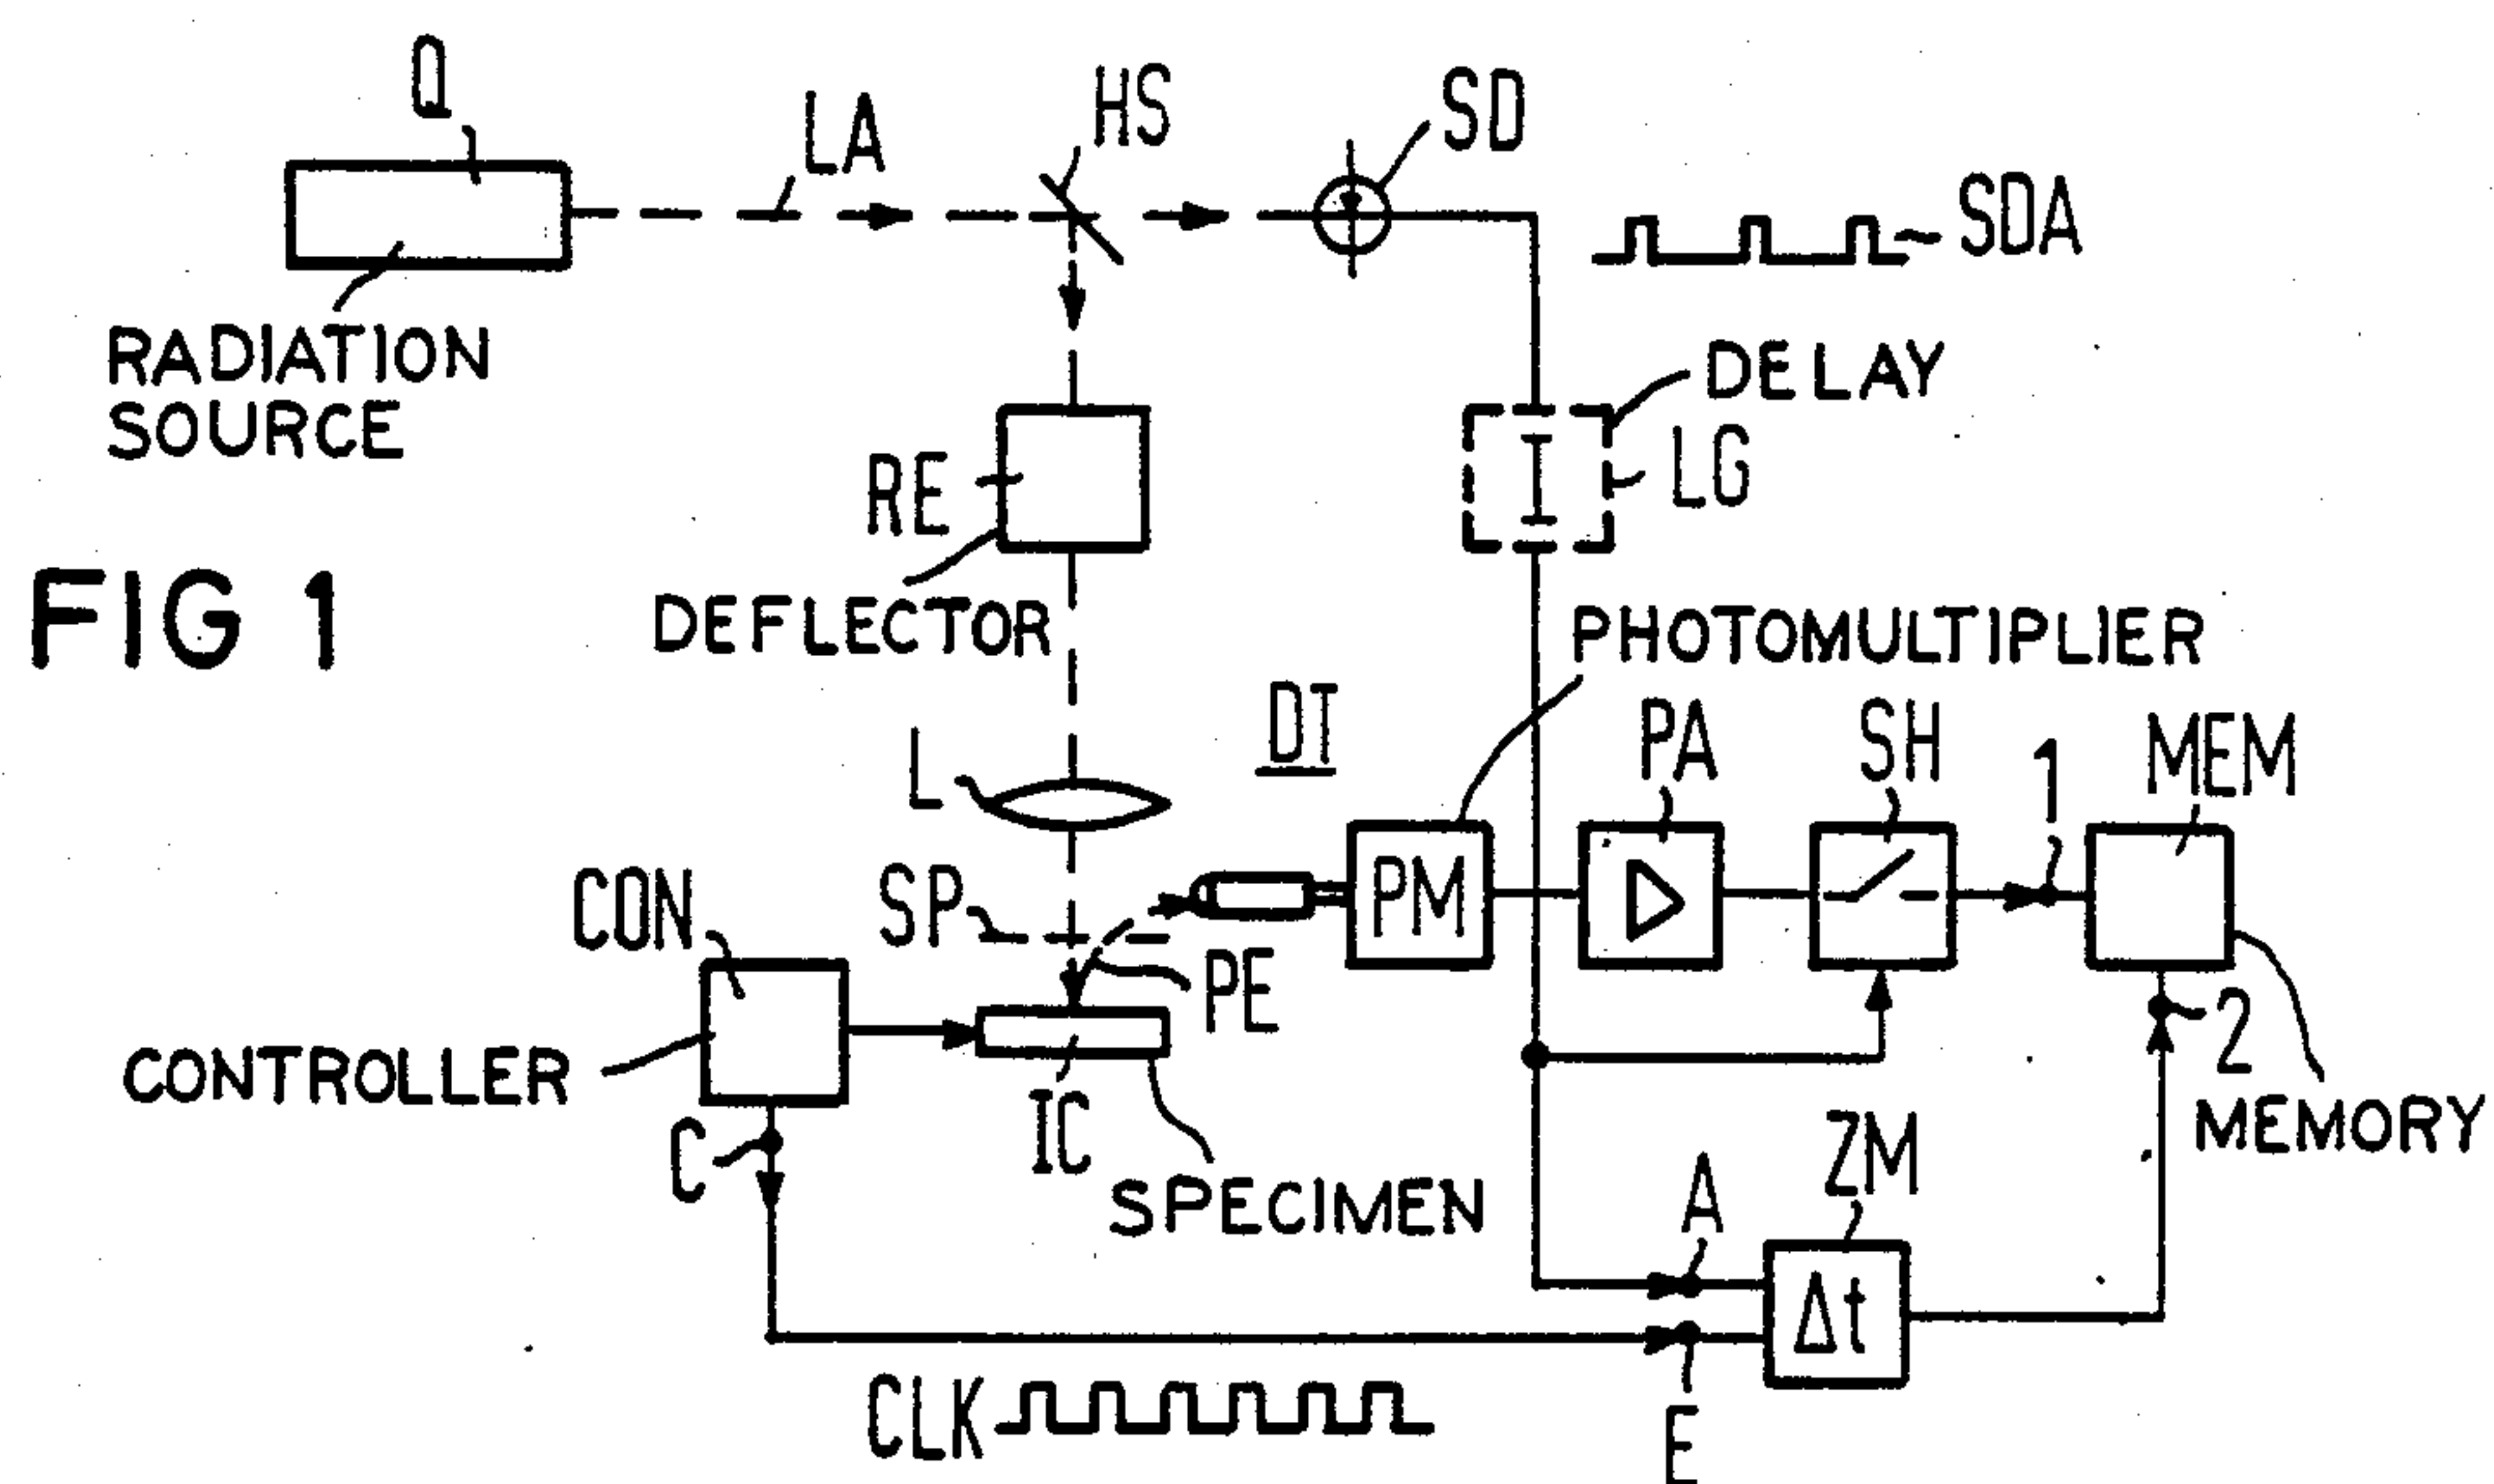 Q
LA
HS
SD
SDA
RADIATION
SOURCE
DELAY
RE
I
LG
FIG 1
DEFLECTOR
PHOTOMULTIPLIER
DT
L
PA
SH
1
MEM
CON
SP
PM
PE
CONTROLLER
2
IC
MEMORY
C
SPECIMEN
A
ZM
Δt
CLK
E